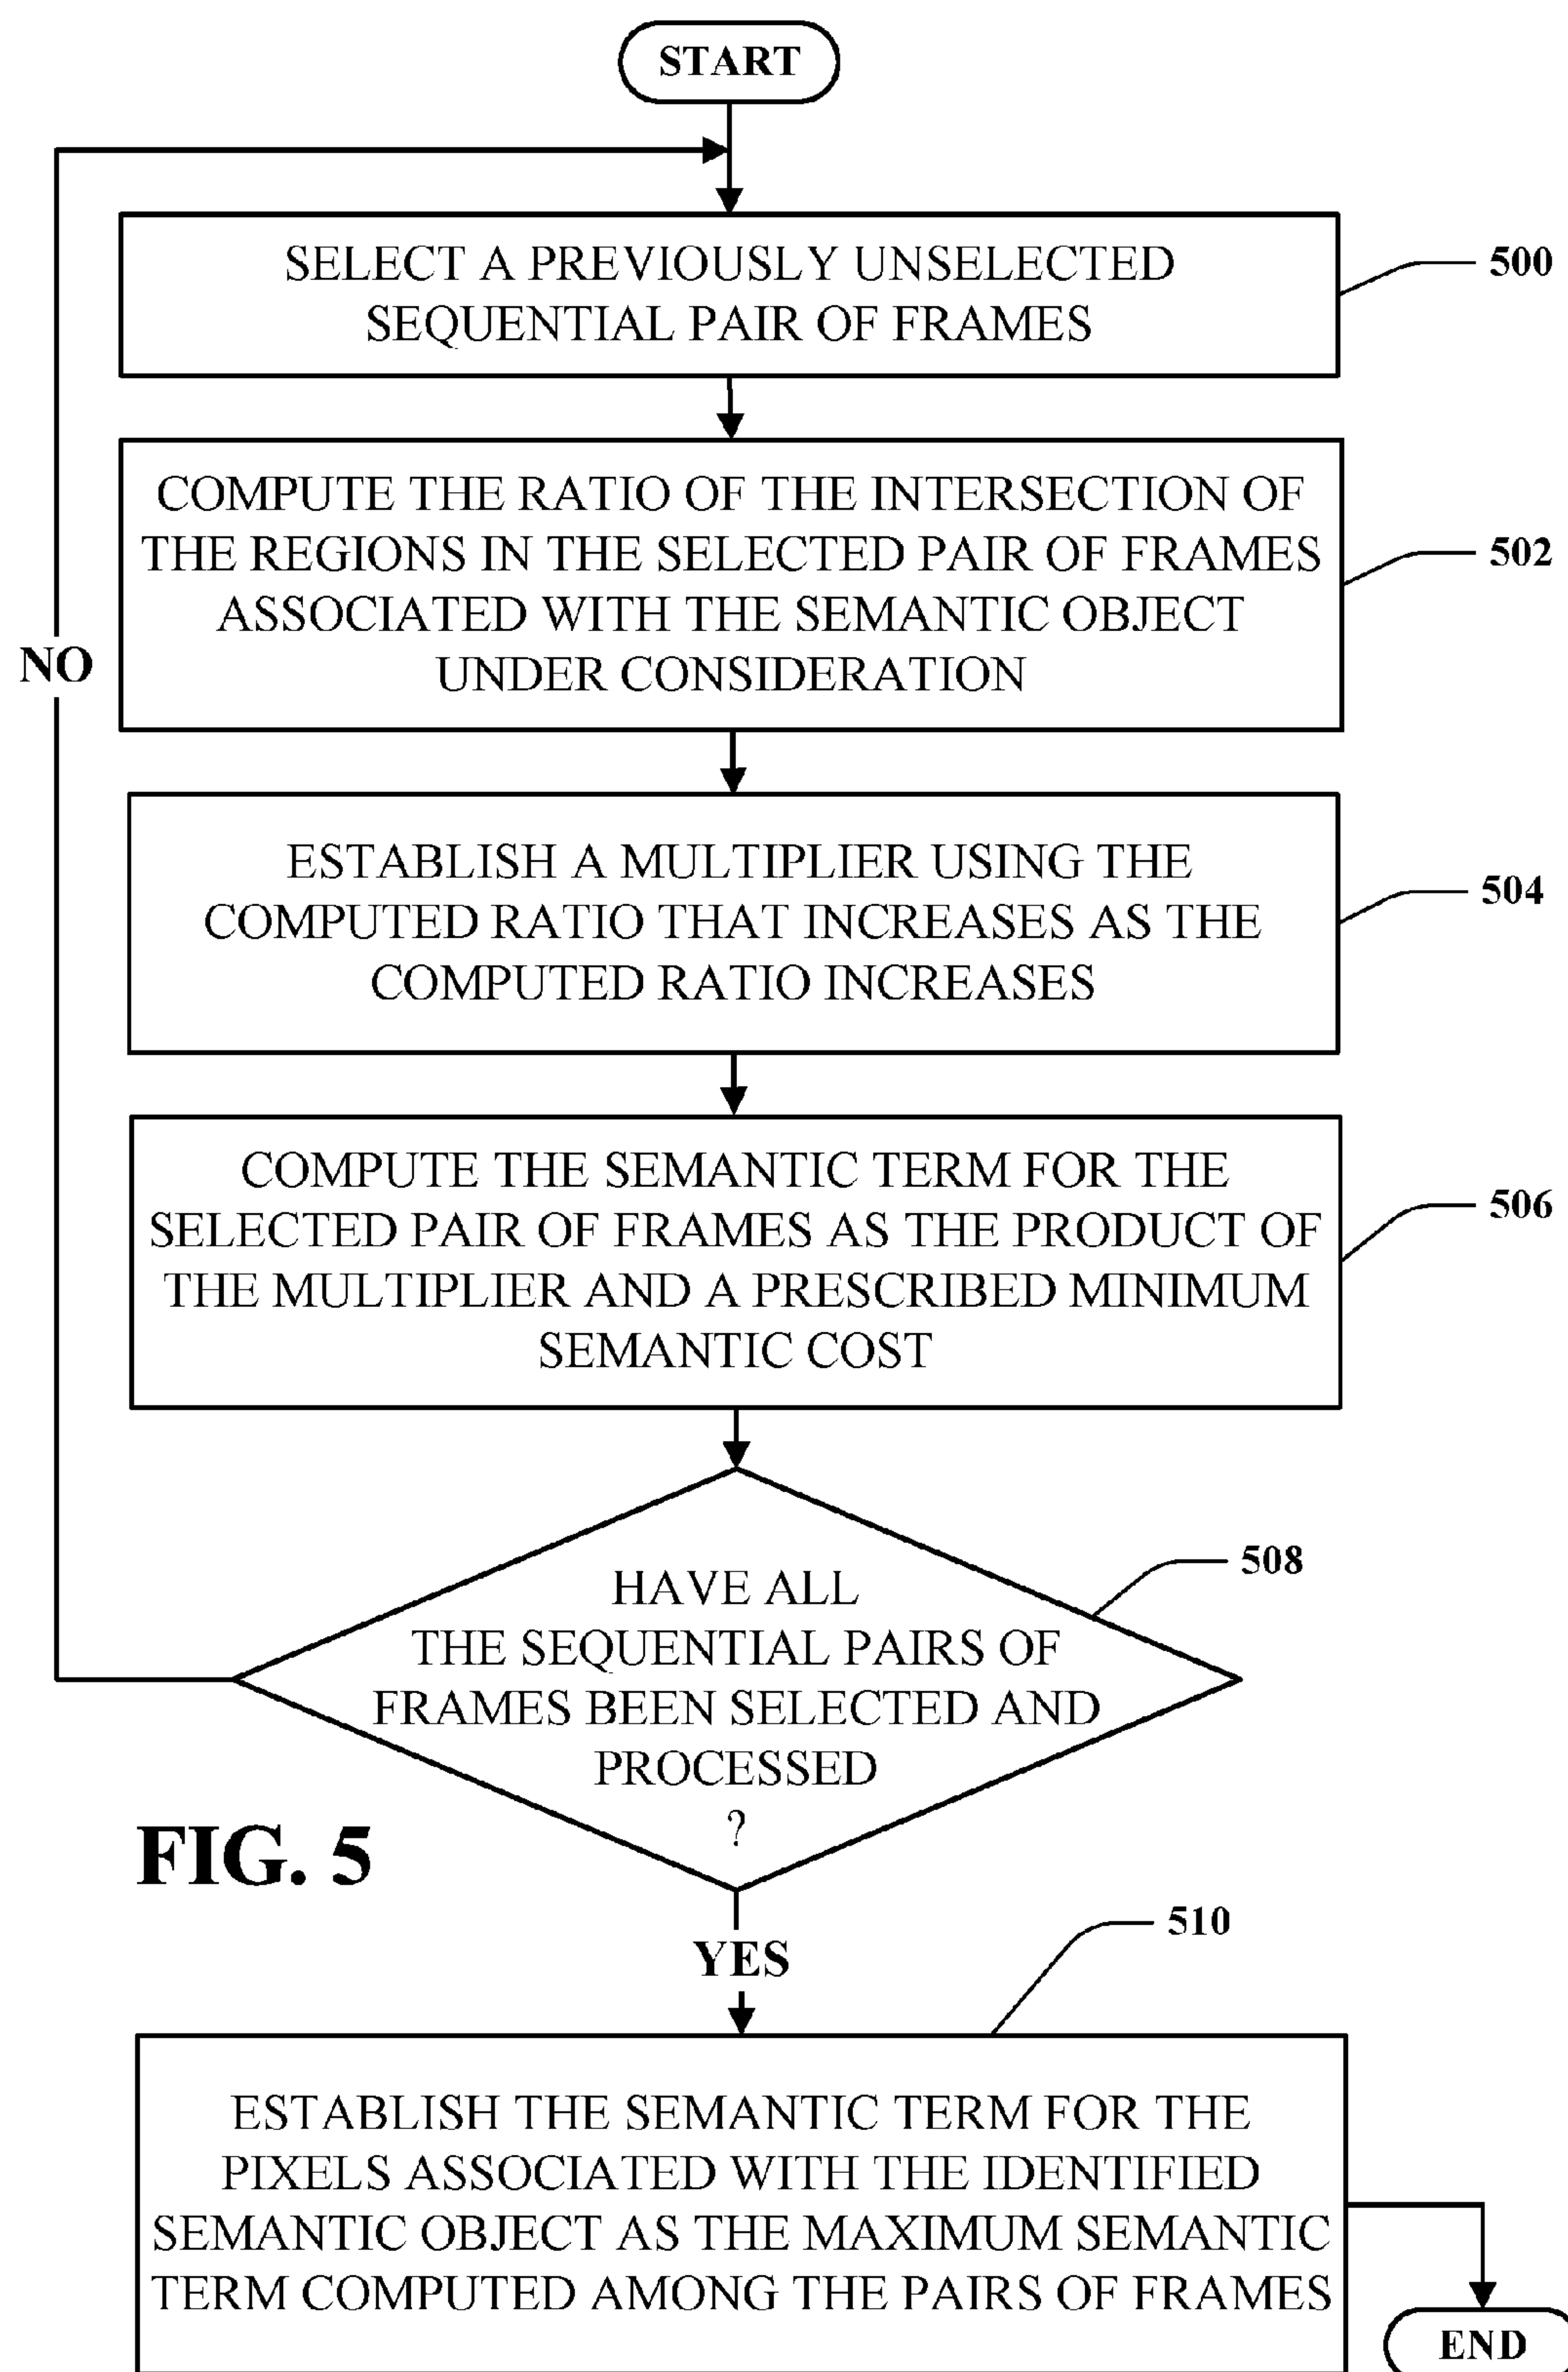 START
SELECT A PREVIOUSLY UNSELECTED
SEQUENTIAL PAIR OF FRAMES
500
COMPUTE THE RATIO OF THE INTERSECTION OF
THE REGIONS IN THE SELECTED PAIR OF FRAMES
ASSOCIATED WITH THE SEMANTIC OBJECT
UNDER CONSIDERATION
502
NO
ESTABLISH A MULTIPLIER USING THE
COMPUTED RATIO THAT INCREASES AS THE
COMPUTED RATIO INCREASES
504
COMPUTE THE SEMANTIC TERM FOR THE
SELECTED PAIR OF FRAMES AS THE PRODUCT OF
THE MULTIPLIER AND A PRESCRIBED MINIMUM
SEMANTIC COST
506
HAVE ALL
THE SEQUENTIAL PAIRS OF
FRAMES BEEN SELECTED AND
PROCESSED
?
508
FIG. 5
YES
510
ESTABLISH THE SEMANTIC TERM FOR THE
PIXELS ASSOCIATED WITH THE IDENTIFIED
SEMANTIC OBJECT AS THE MAXIMUM SEMANTIC
TERM COMPUTED AMONG THE PAIRS OF FRAMES
END